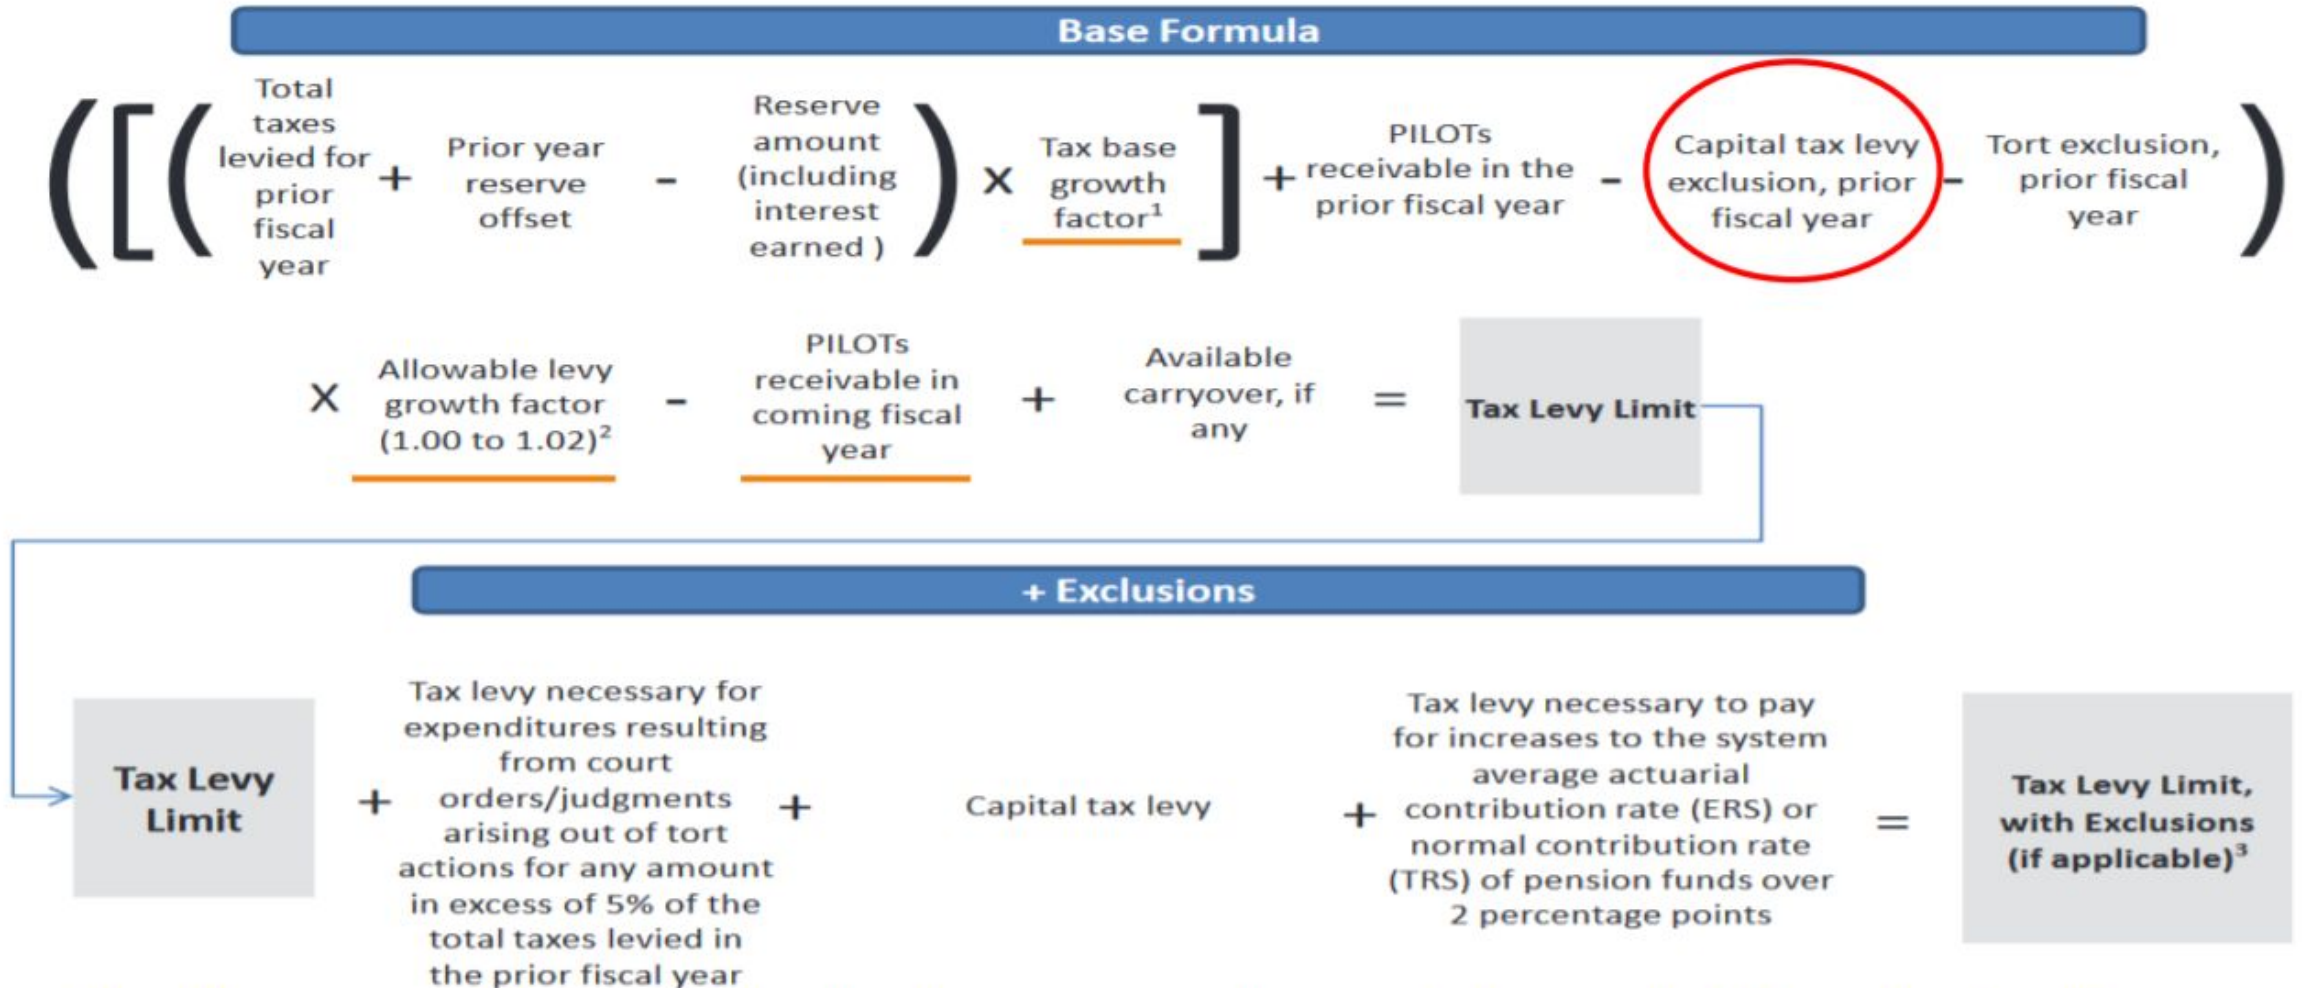 Base Formula
( [ ( Total taxes levied for prior fiscal year + Prior year reserve offset - Reserve amount (including interest earned ) ) x Tax base growth factor¹ ] + PILOTs receivable in the prior fiscal year - Capital tax levy exclusion, prior fiscal year - Tort exclusion, prior fiscal year )
x Allowable levy growth factor (1.00 to 1.02)² - PILOTs receivable in coming fiscal year + Available carryover, if any = Tax Levy Limit
+ Exclusions
Tax Levy
Limit
+
Tax levy necessary for
expenditures resulting
from court
orders/judgments
arising out of tort
actions for any amount
in excess of 5% of the
total taxes levied in
the prior fiscal year
+
Capital tax levy
+
Tax levy necessary to pay
for increases to the system
average actuarial
contribution rate (ERS) or
normal contribution rate
(TRS) of pension funds over
2 percentage points
=
Tax Levy Limit,
with Exclusions
(if applicable)³